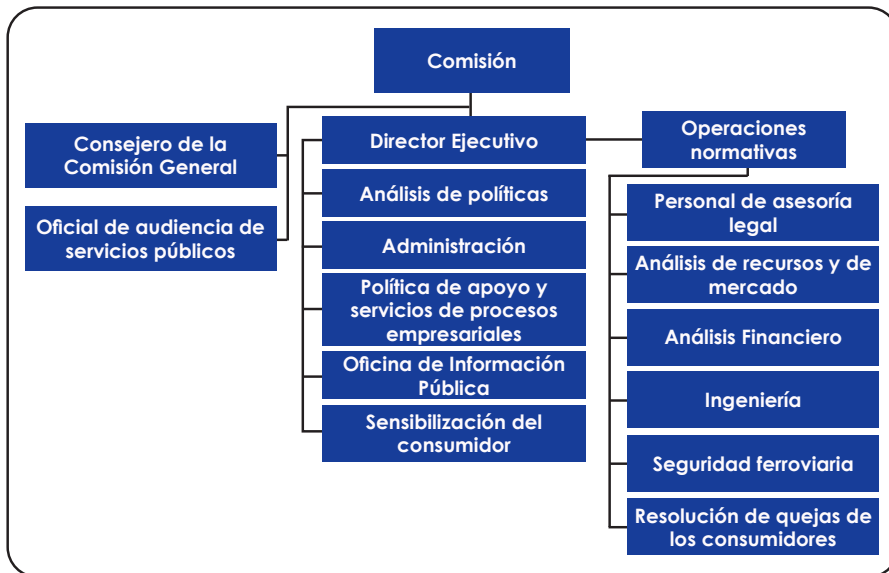 Comisión
Consejero de la
Comisión General
Oficial de audiencia de
servicios públicos
Director Ejecutivo
Análisis de políticas
Administración
Política de apoyo y
servicios de procesos
empresariales
Oficina de Información
Pública
Sensibilización del
consumidor
Operaciones
normativas
Personal de asesoría
legal
Análisis de recursos y de
mercado
Análisis Financiero
Ingeniería
Seguridad ferroviaria
Resolución de quejas de
los consumidores